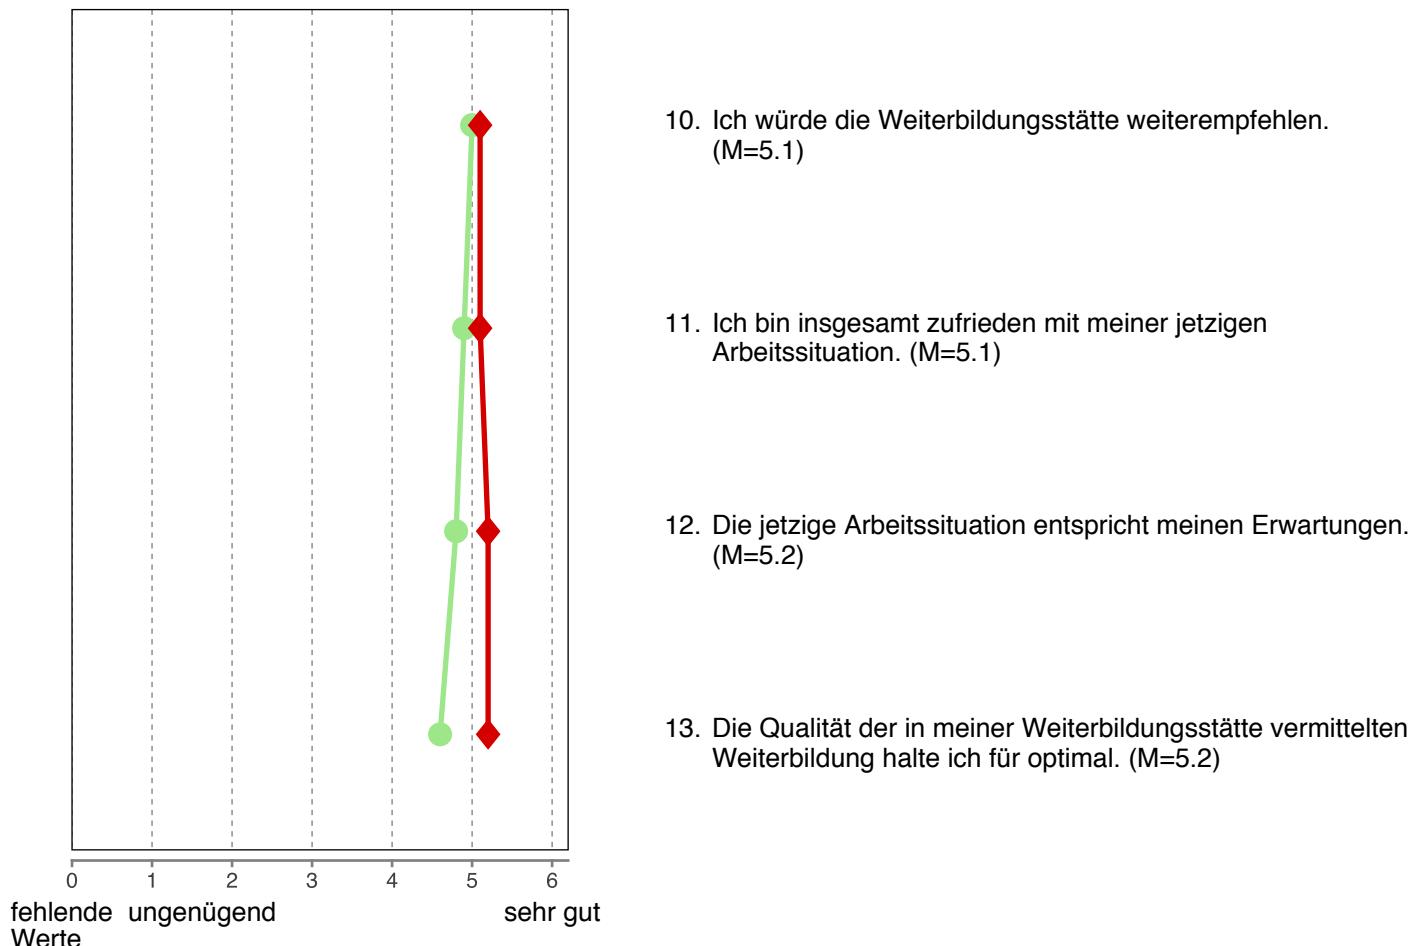 10. Ich würde die Weiterbildungsstätte weiterempfehlen.
(M=5.1)
11. Ich bin insgesamt zufrieden mit meiner jetzigen
Arbeitssituation. (M=5.1)
12. Die jetzige Arbeitssituation entspricht meinen Erwartungen.
(M=5.2)
13. Die Qualität der in meiner Weiterbildungsstätte vermittelten
Weiterbildung halte ich für optimal. (M=5.2)
0 1 2 3 4 5 6
fehlende ungenügend sehr gut
Werte